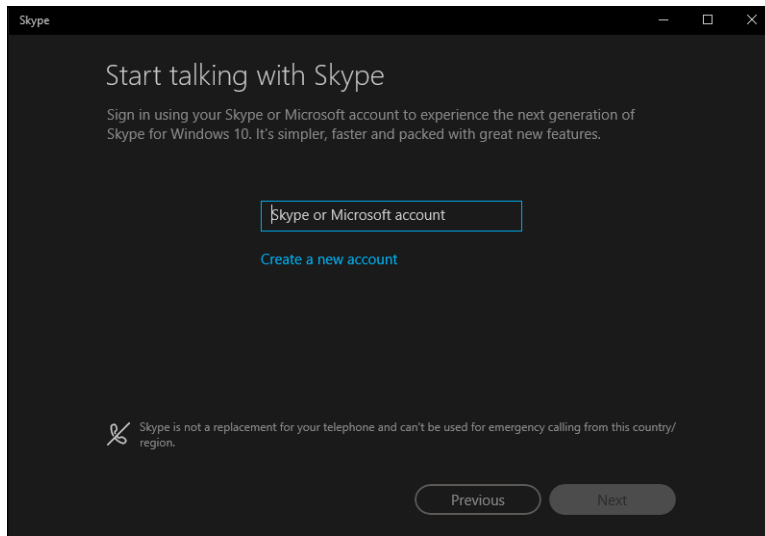 Skype
Start talking with Skype
Sign in using your Skype or Microsoft account to experience the next generation of
Skype for Windows 10. It's simpler, faster and packed with great new features.
Skype or Microsoft account
Create a new account
Skype is not a replacement for your telephone and can't be used for emergency calling from this country/
region.
Previous
Next